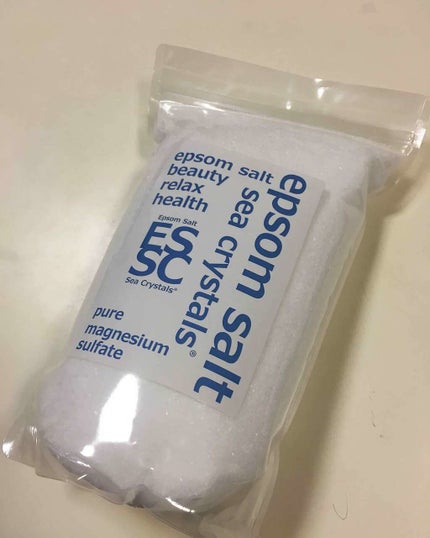 epsom salt
beauty
relax
health
Epsom Salt
ES
SC
Sea Crystals®
pure
magnesium
sulfate
epsom salt
sea crystals®